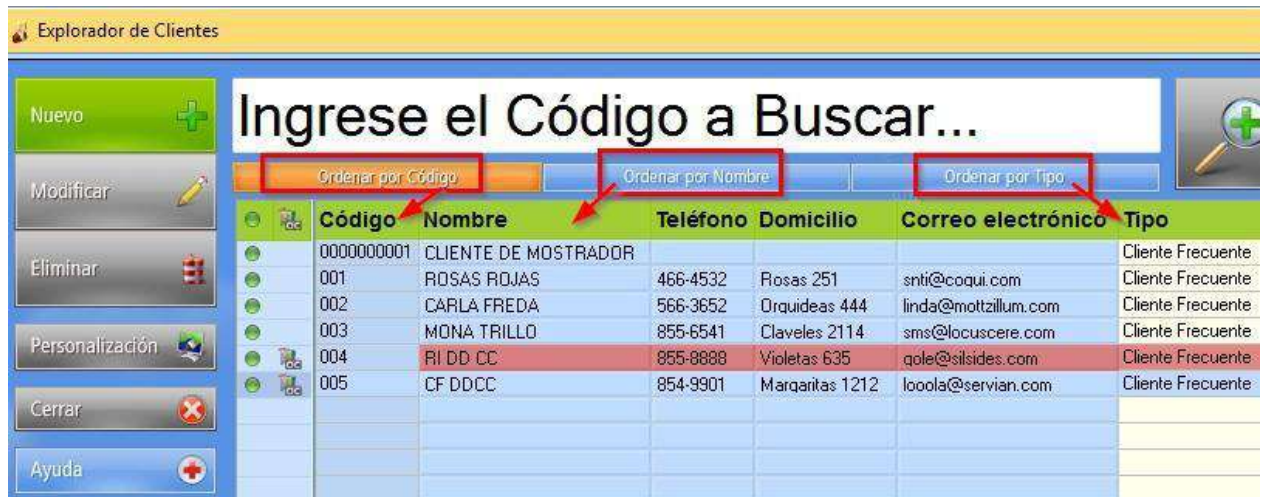 Explorador de Clientes
Nuevo
Modificar
Eliminar
Personalización
Cerrar
Ayuda
Ingrese el Código a Buscar...
Ordenar por Código Ordenar por Nombre Ordenar por Tipo
Código Nombre Teléfono Domicilio Correo electrónico Tipo
0000000001 CLIENTE DE MOSTRADOR Cliente Frecuente
001 ROSAS ROJAS 466-4532 Rosas 251 snti@coqui.com Cliente Frecuente
002 CARLA FREDA 566-3652 Orquideas 444 linda@mottzillum.com Cliente Frecuente
003 MONA TRILLO 855-6541 Claveles 2114 sms@locuscere.com Cliente Frecuente
004 RI DD CC 855-8888 Violetas 635 qole@silsides.com Cliente Frecuente
005 CF DDCC 854-9901 Margaritas 1212 looola@servian.com Cliente Frecuente